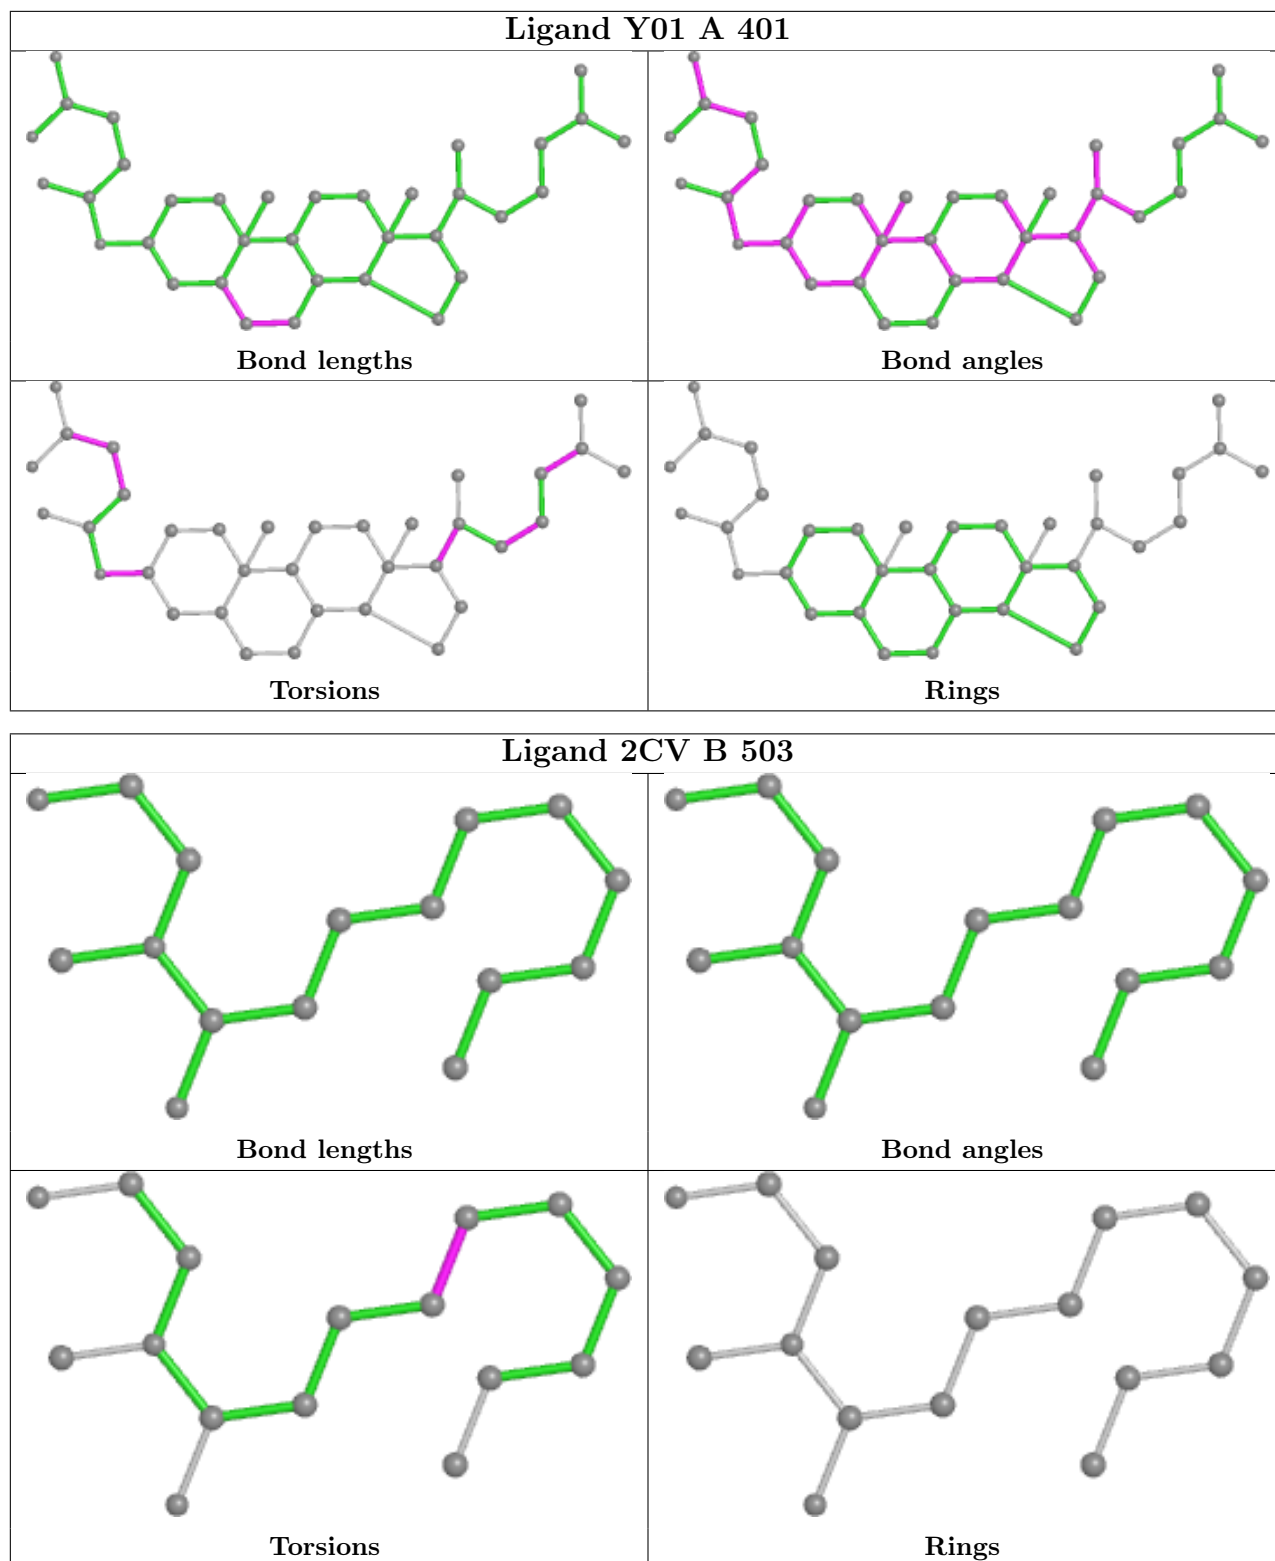 Ligand Y01 A 401
Bond lengths
Bond angles
Torsions
Rings
Ligand 2CV B 503
Bond lengths
Bond angles
Torsions
Rings